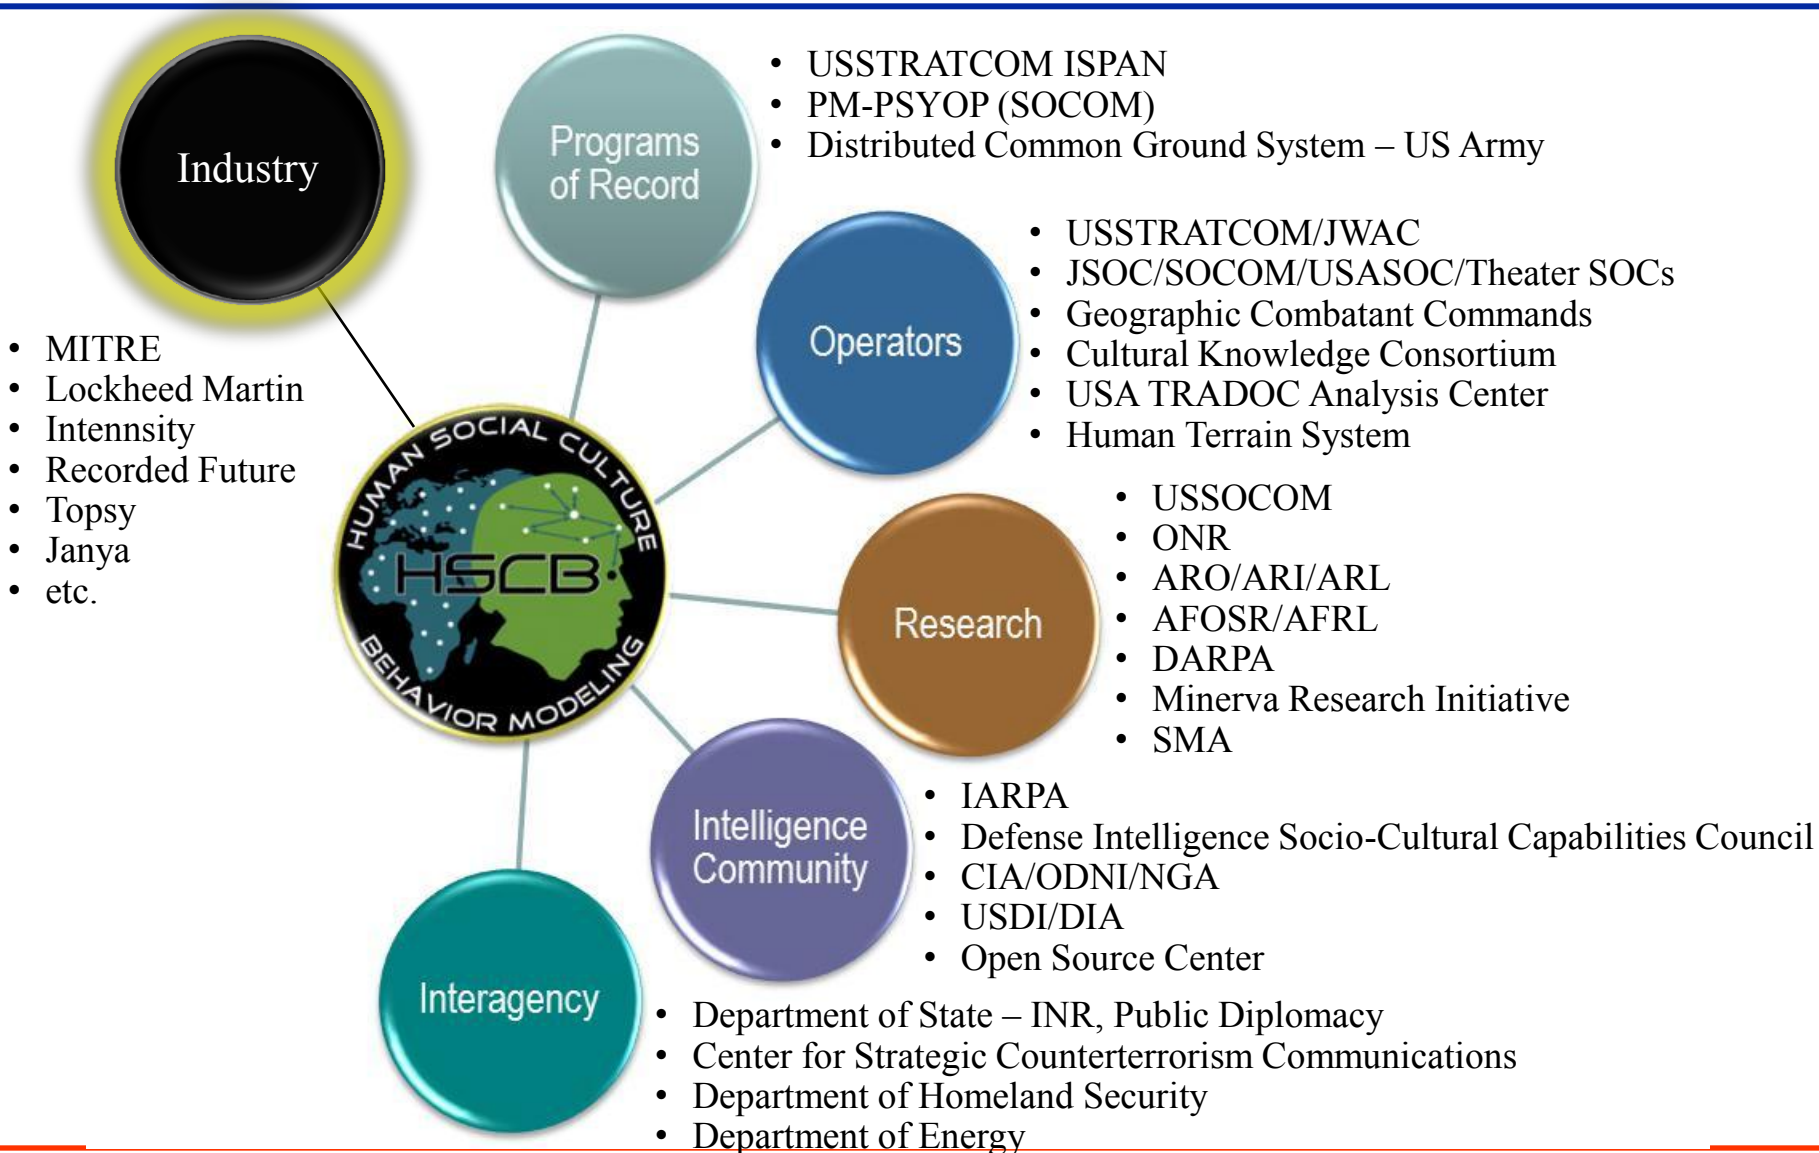 Industry
• MITRE
• Lockheed Martin
• Intennsity
• Recorded Future
• Topsy
• Janya
• etc.
Programs
of Record
• USSTRATCOM ISPAN
• PM-PSYOP (SOCOM)
• Distributed Common Ground System – US Army
Operators
• USSTRATCOM/JWAC
• JSOC/SOCOM/USASOC/Theater SOCs
• Geographic Combatant Commands
• Cultural Knowledge Consortium
• USA TRADOC Analysis Center
• Human Terrain System
HUMAN SOCIAL CULTURE
HSCB
BEHAVIOR MODELING
Research
• USSOCOM
• ONR
• ARO/ARI/ARL
• AFOSR/AFRL
• DARPA
• Minerva Research Initiative
• SMA
Intelligence
Community
• IARPA
• Defense Intelligence Socio-Cultural Capabilities Council
• CIA/ODNI/NGA
• USDI/DIA
• Open Source Center
Interagency
• Department of State – INR, Public Diplomacy
• Center for Strategic Counterterrorism Communications
• Department of Homeland Security
• Department of Energy